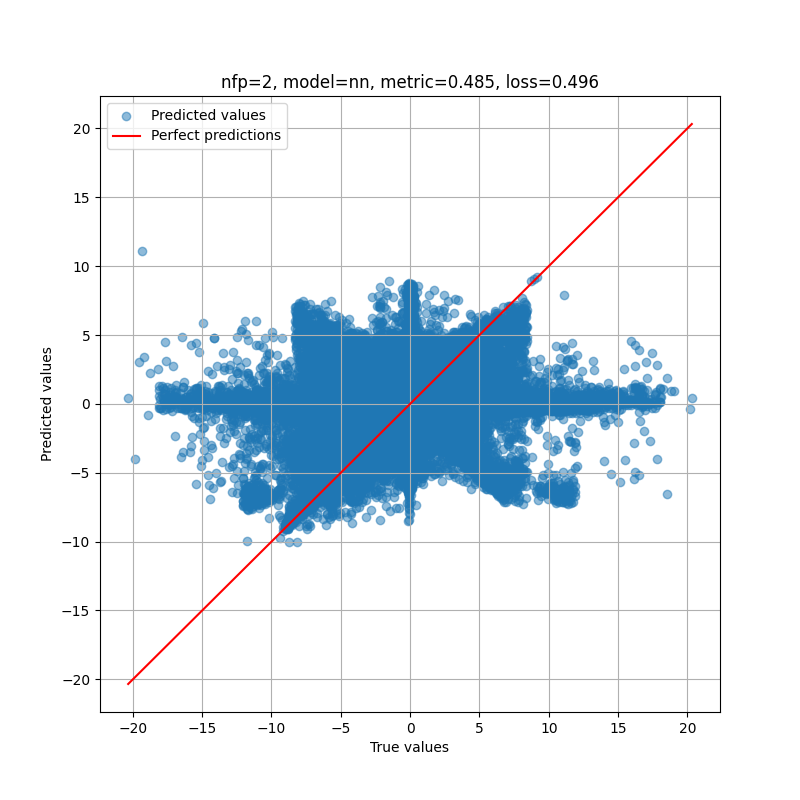 nfp=2, model=nn, metric=0.485, loss=0.496
Predicted values
Perfect predictions
20
15
10
5
0
−5
−10
−15
−20
Predicted values
−20 −15 −10 −5 0 5 10 15 20
True values